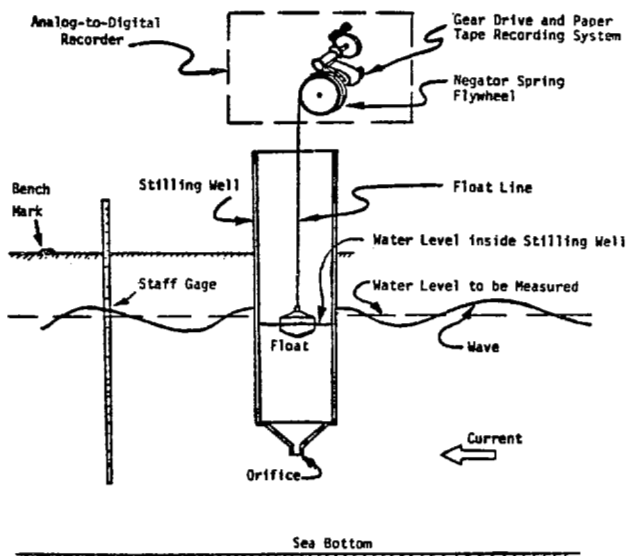 Analog-to-Digital
Racorder
Gear Drive and Paper
Tape Recording System
Negator Spring
Flywheel
Bench
Mark
Stilling Well
Float Line
Water Level inside Stilling Well
Staff Gage
Water Level to be Measured
Float
Wave
Current
Orifice
Sea Bottom